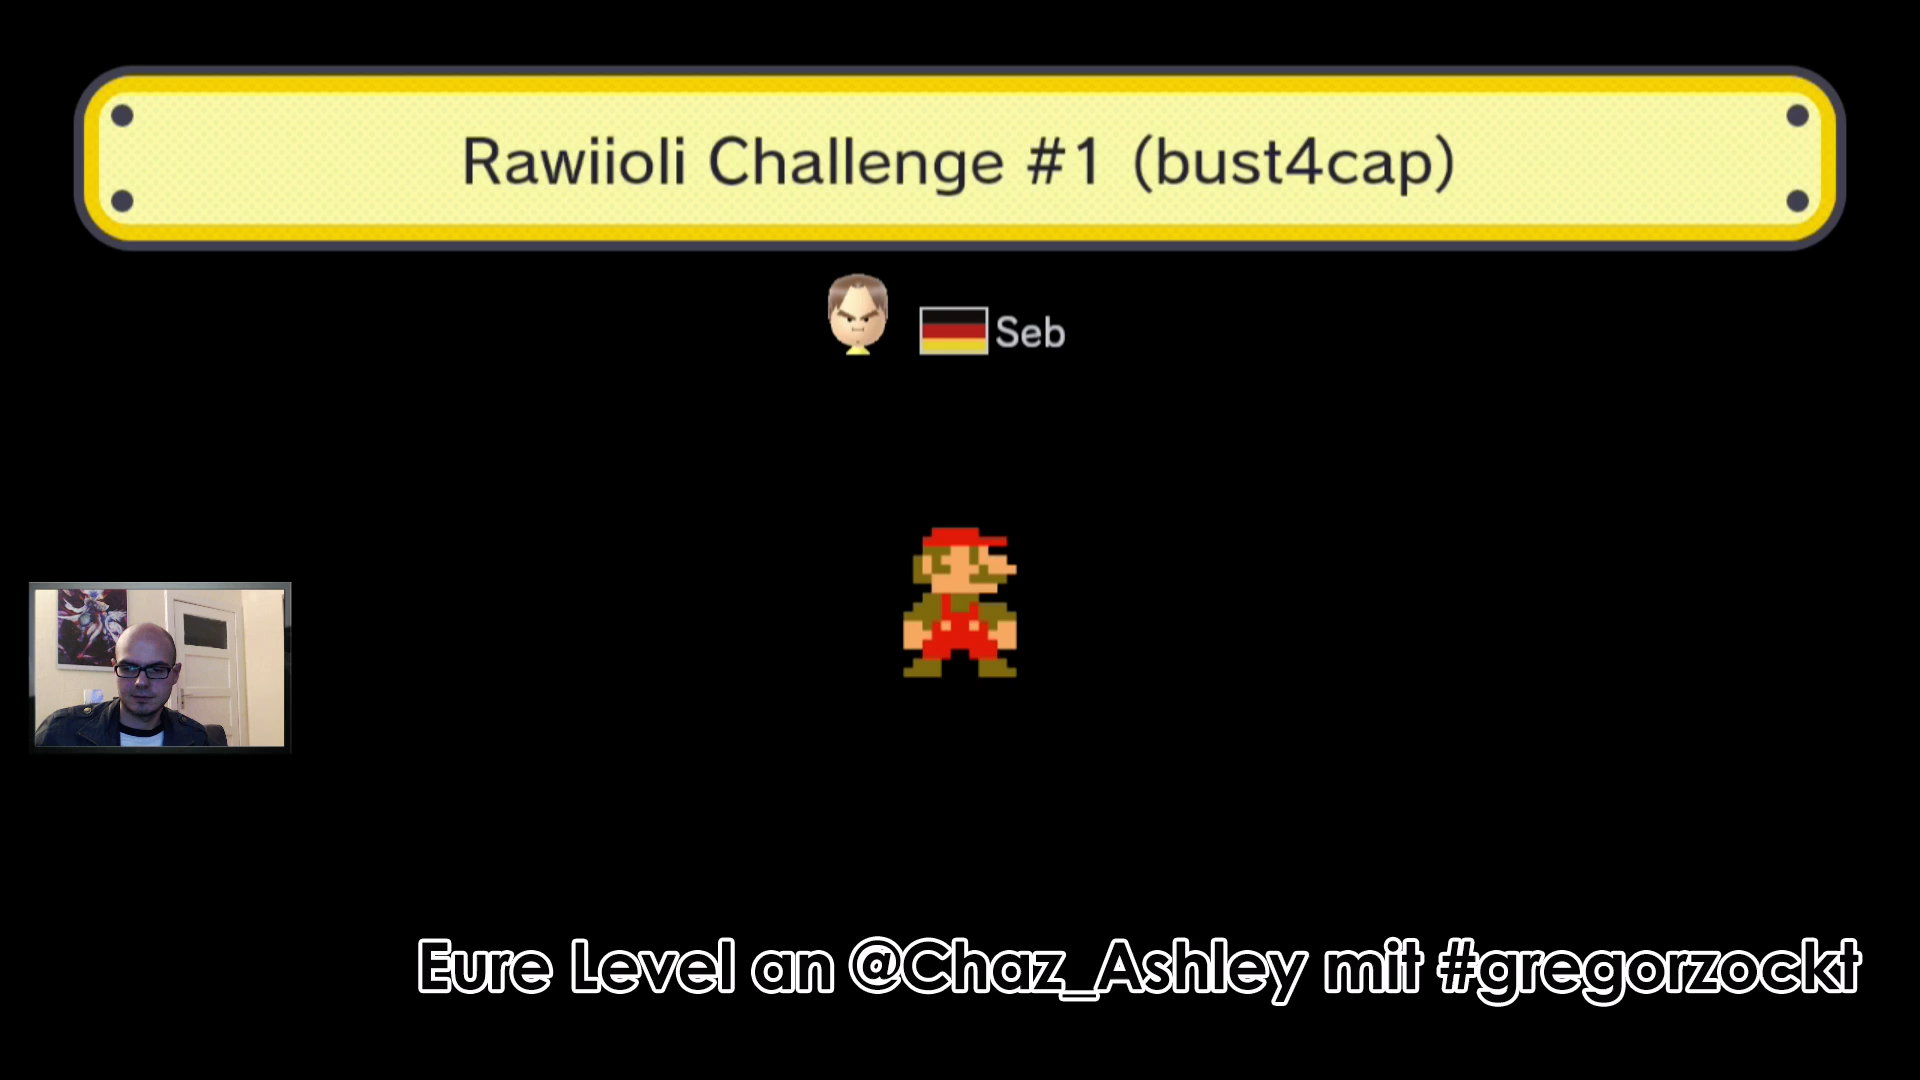 Rawiioli Challenge #1 (bust4cap)
Seb
Eure Level an @Chaz_Ashley mit #gregorzockt